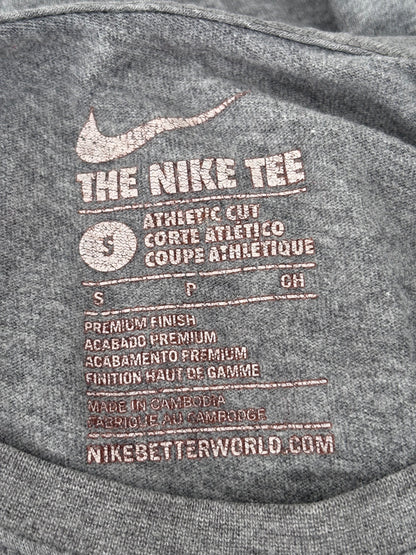 THE NIKE TEE
S
ATHLETIC CUT
CORTE ATLÉTICO
COUPE ATHLÉTIQUE
S P CH
PREMIUM FINISH
ACABADO PREMIUM
ACABAMENTO PREMIUM
FINITION HAUT DE GAMME
MADE IN CAMBODIA
FABRIQUÉ AU CAMBODGE
NIKEBETTERWORLD.COM